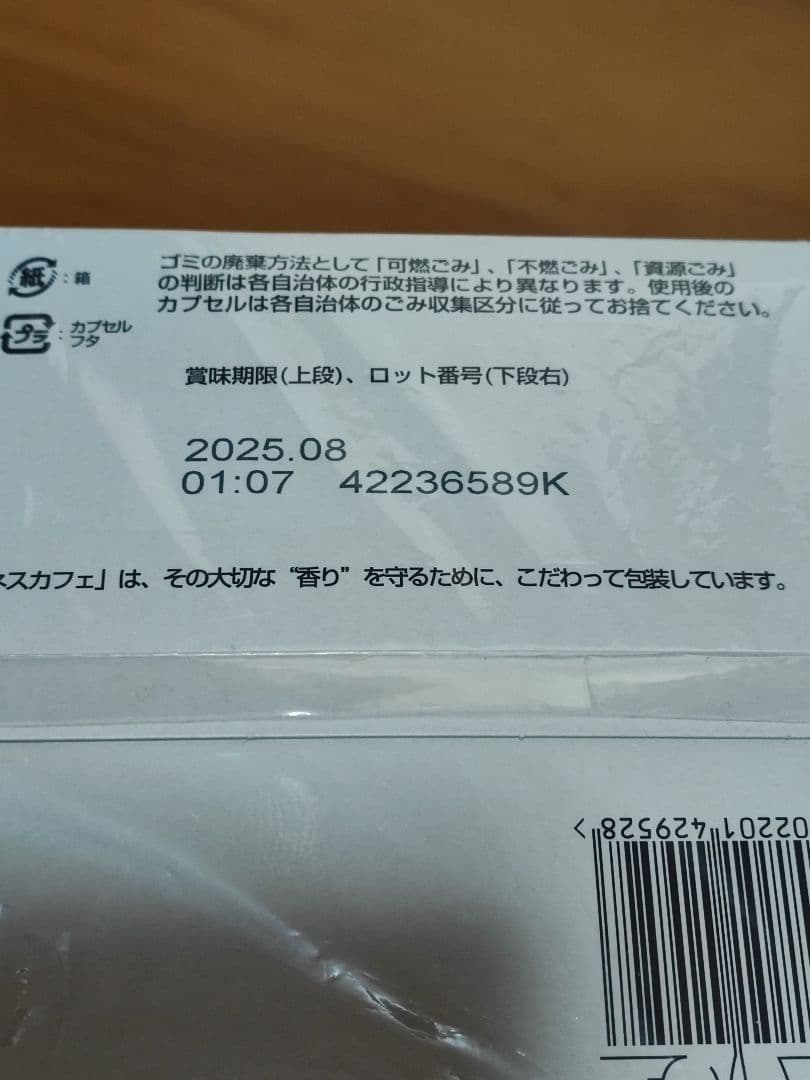 紙 : 箱
ゴミの廃棄方法として「可燃ごみ」、「不燃ごみ」、「資源ごみ」
の判断は各自治体の行政指導により異なります。使用後の
カプセルは各自治体のごみ収集区分に従ってお捨てください。
プラ : カプセル
フタ
賞味期限(上段)、ロット番号(下段右)
2025.08
01:07 42236589K
スカフェ」は、その大切な“香り”を守るために、こだわって包装しています。
02201429528>